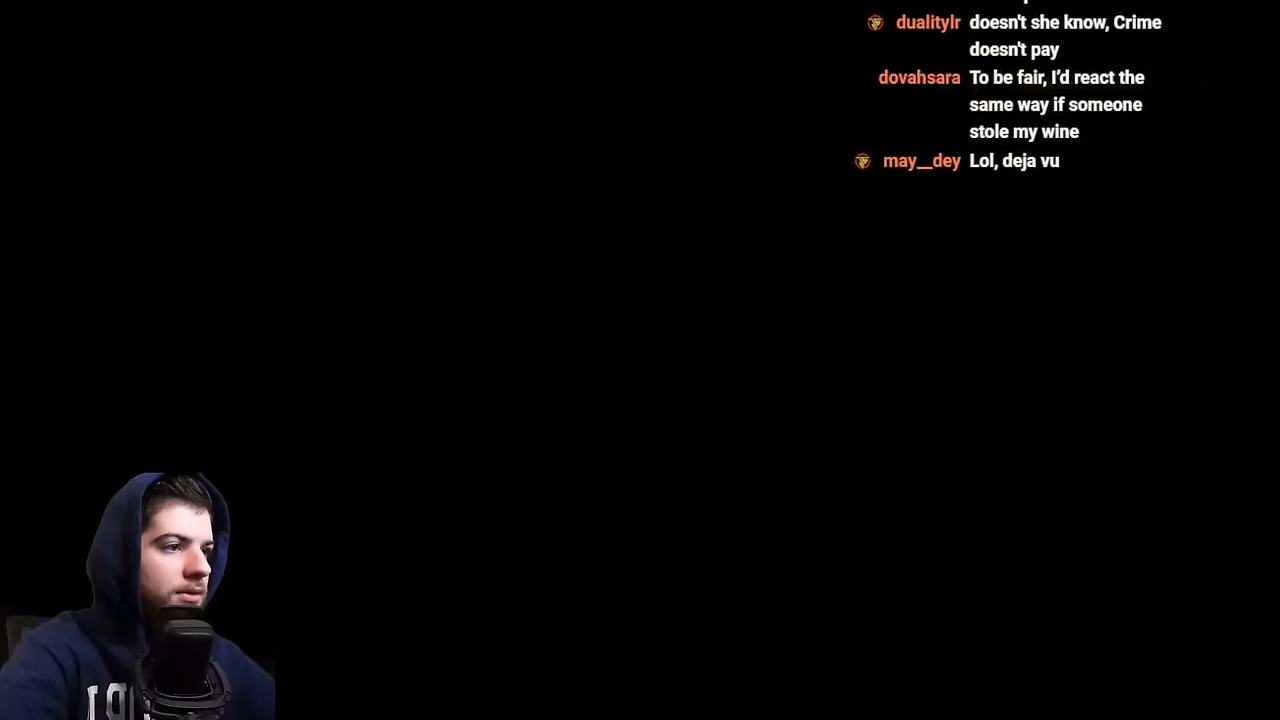 dualitylr doesn't she know, Crime
doesn't pay
dovahsara To be fair, I’d react the
same way if someone
stole my wine
may__dey Lol, deja vu